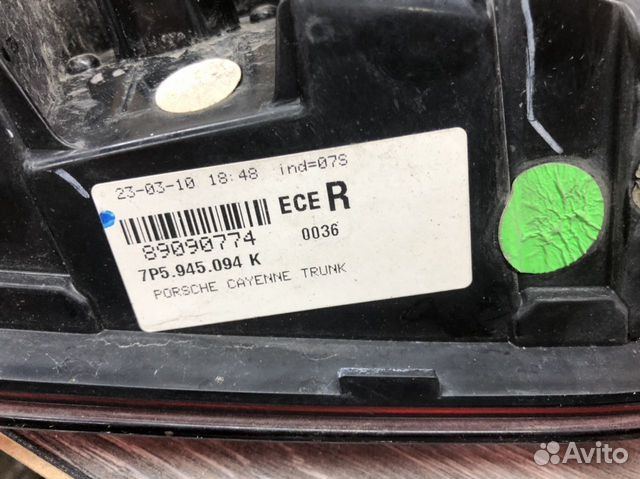 23-03-10 18:48 ind=07S
ECE R
89090774
0036
7P5.945.094 K
PORSCHE CAYENNE TRUNK
Avito